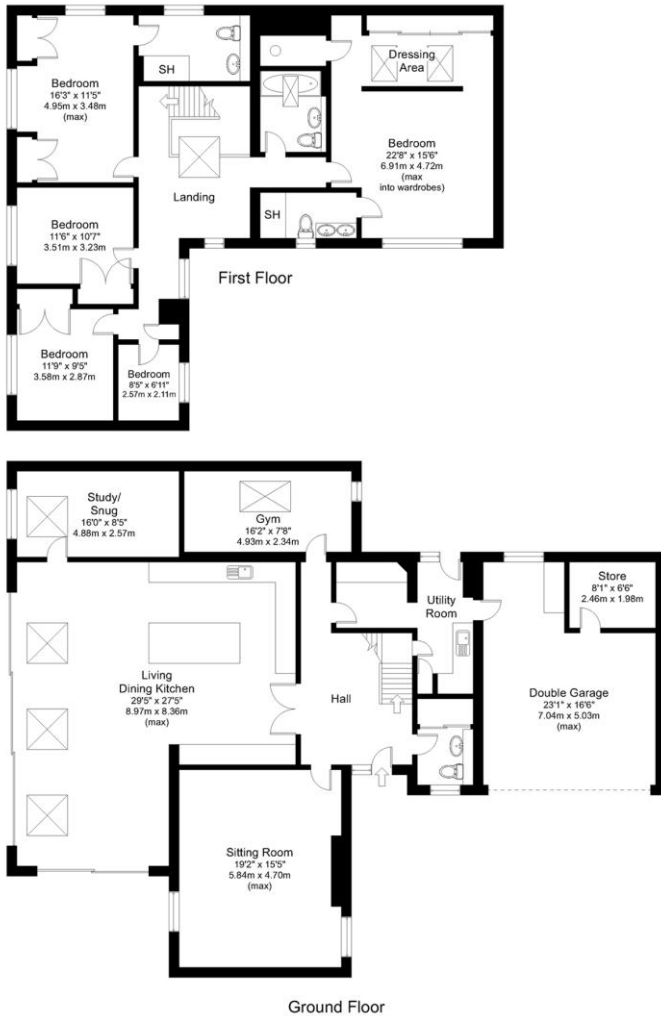 Bedroom
16'3" x 11'5"
4.95m x 3.48m
(max)
SH
Dressing
Area
Bedroom
22'8" x 15'6"
6.91m x 4.72m
(max
into wardrobes)
Landing
SH
Bedroom
11'6" x 10'7"
3.51m x 3.23m
First Floor
Bedroom
11'9" x 9'5"
3.58m x 2.87m
Bedroom
8'5" x 6'11"
2.57m x 2.11m
Study/
Snug
16'0" x 8'5"
4.88m x 2.57m
Gym
16'2" x 7'8"
4.93m x 2.34m
Utility
Room
Store
8'1" x 6'6"
2.46m x 1.98m
Living
Dining Kitchen
29'5" x 27'5"
8.97m x 8.36m
(max)
Hall
Double Garage
23'1" x 16'6"
7.04m x 5.03m
(max)
Sitting Room
19'2" x 15'5"
5.84m x 4.70m
(max)
Ground Floor